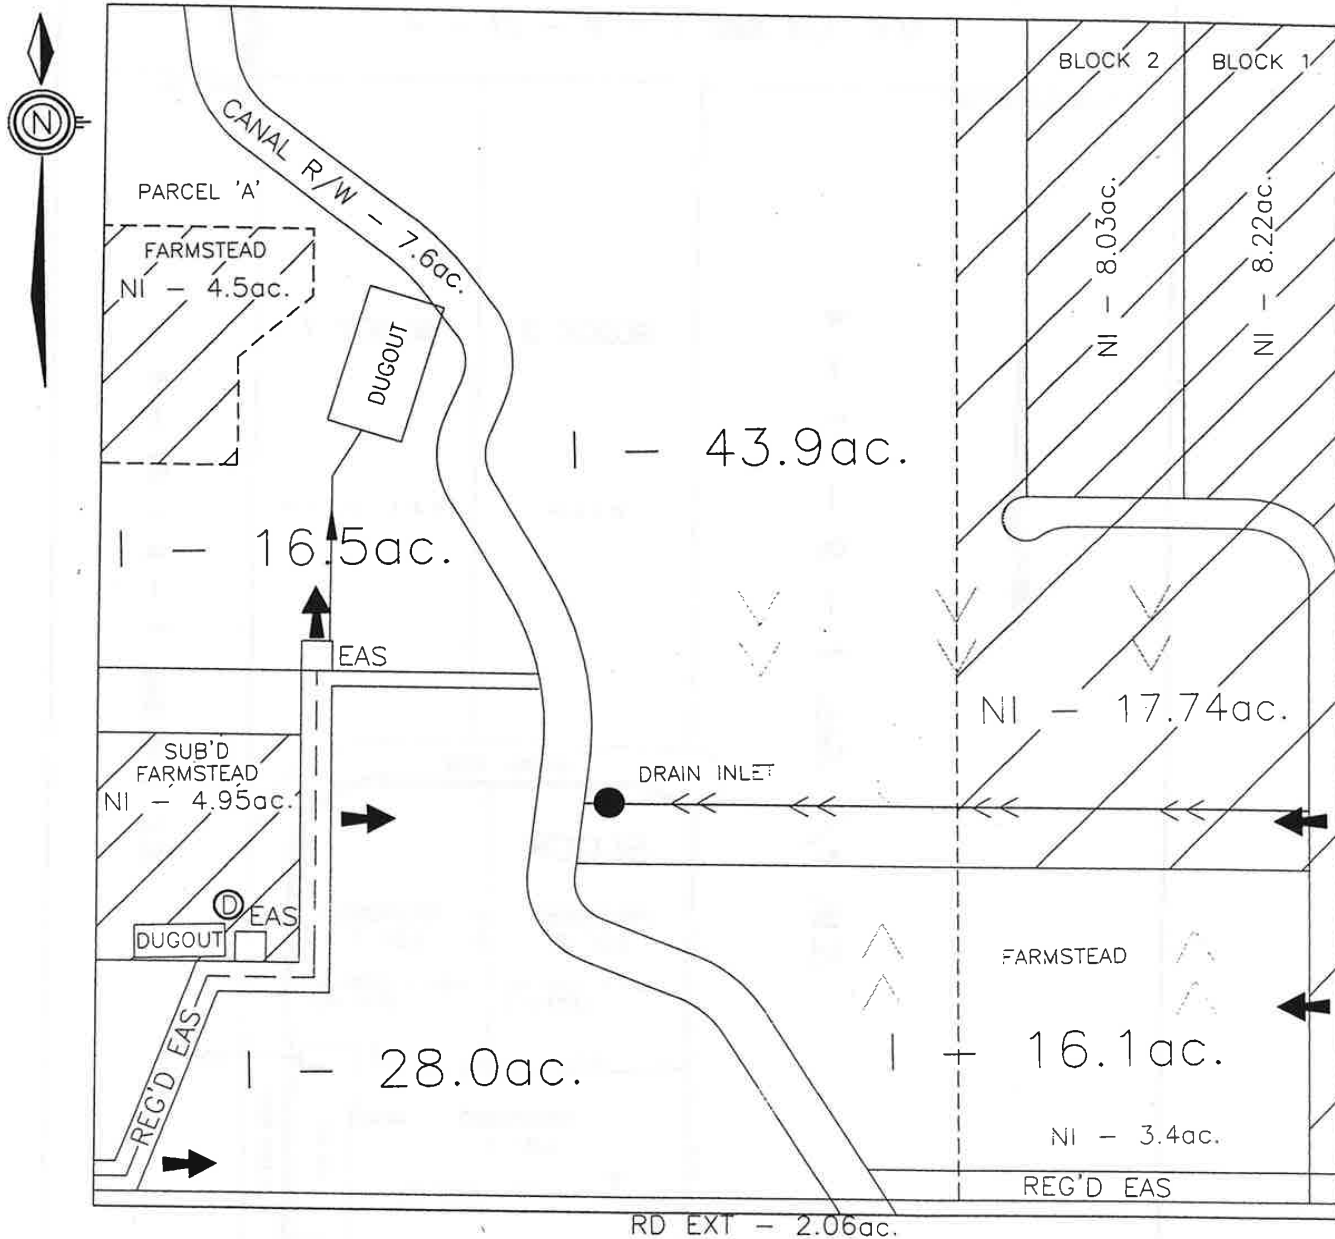 BLOCK 2
BLOCK 1
N
CANAL R/W - 7.6ac.
PARCEL 'A'
FARMSTEAD
NI - 4.5ac.
NI - 8.03ac.
NI - 8.22ac.
DUGOUT
I - 43.9ac.
I - 16.5ac.
EAS
NI - 17.74ac.
SUB'D
FARMSTEAD
NI - 4.95ac.
DRAIN INLET
D
EAS
DUGOUT
FARMSTEAD
REG'D EAS
I - 28.0ac.
I - 16.1ac.
NI - 3.4ac.
REG'D EAS
RD EXT - 2.06ac.